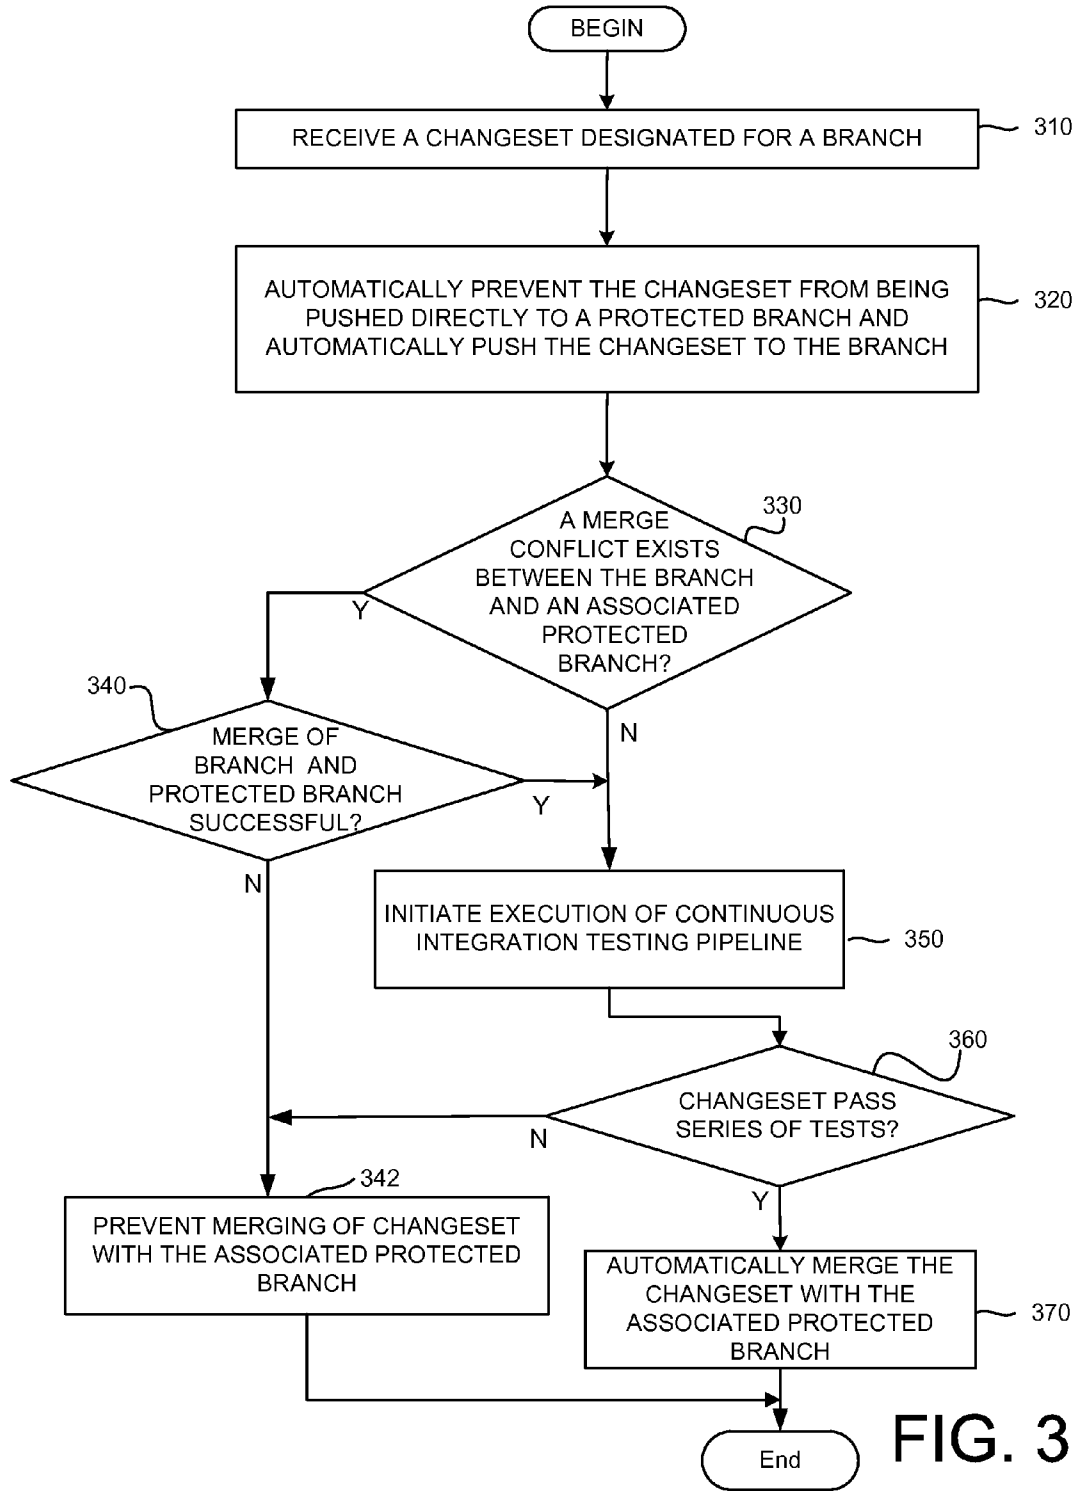 BEGIN
RECEIVE A CHANGESET DESIGNATED FOR A BRANCH
310
AUTOMATICALLY PREVENT THE CHANGESET FROM BEING
PUSHED DIRECTLY TO A PROTECTED BRANCH AND
AUTOMATICALLY PUSH THE CHANGESET TO THE BRANCH
320
330
A MERGE
CONFLICT EXISTS
BETWEEN THE BRANCH
AND AN ASSOCIATED
PROTECTED
BRANCH?
Y
N
340
MERGE OF
BRANCH AND
PROTECTED BRANCH
SUCCESSFUL?
Y
N
INITIATE EXECUTION OF CONTINUOUS
INTEGRATION TESTING PIPELINE
350
360
CHANGESET PASS
SERIES OF TESTS?
N
Y
342
PREVENT MERGING OF CHANGESET
WITH THE ASSOCIATED PROTECTED
BRANCH
AUTOMATICALLY MERGE THE
CHANGESET WITH THE
ASSOCIATED PROTECTED
BRANCH
370
End
FIG. 3